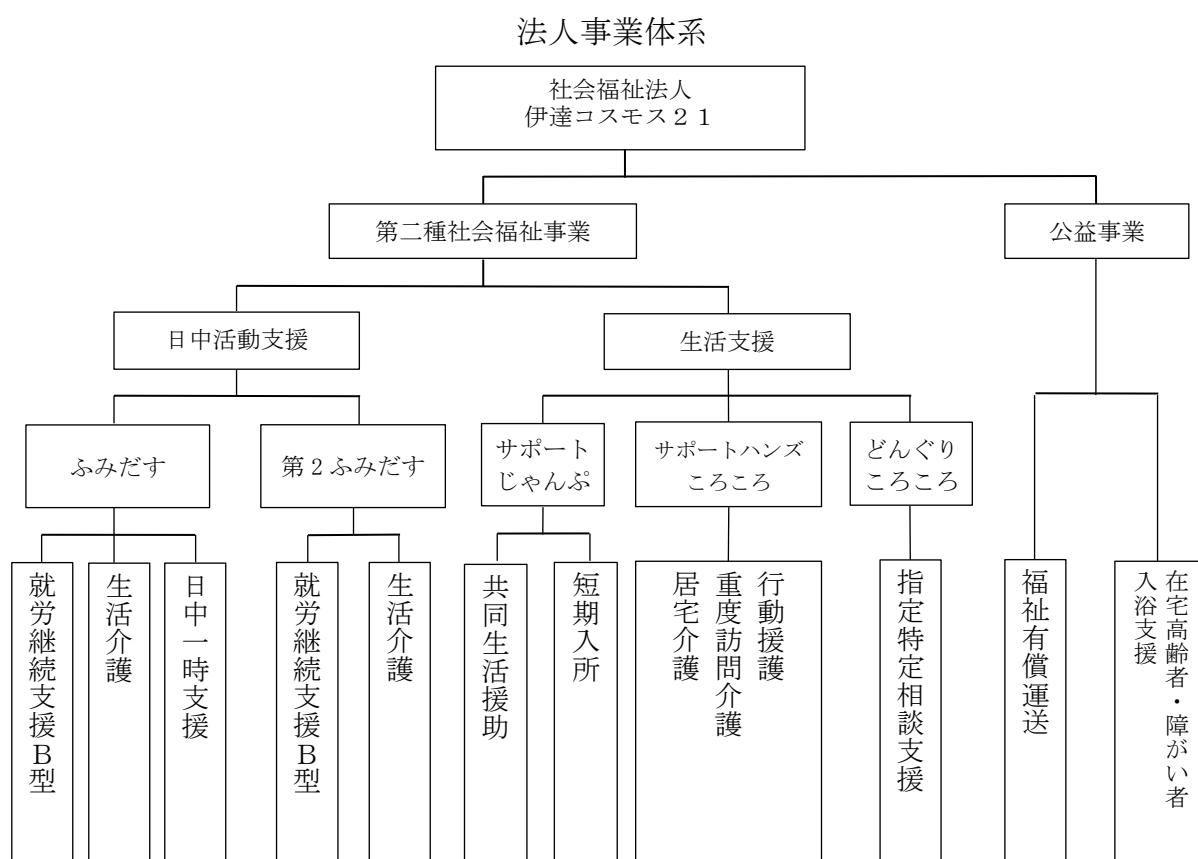 法人事業体系
社会福祉法人
伊達コスモス２１
第二種社会福祉事業
公益事業
日中活動支援
生活支援
ふみだす
第２ふみだす
サポート
じゃんぷ
サポートハンズ
ころころ
どんぐり
ころころ
就労継続支援Ｂ型
生活介護
日中一時支援
就労継続支援Ｂ型
生活介護
共同生活援助
短期入所
行動援護
重度訪問介護
居宅介護
指定特定相談支援
福祉有償運送
在宅高齢者・障がい者
入浴支援